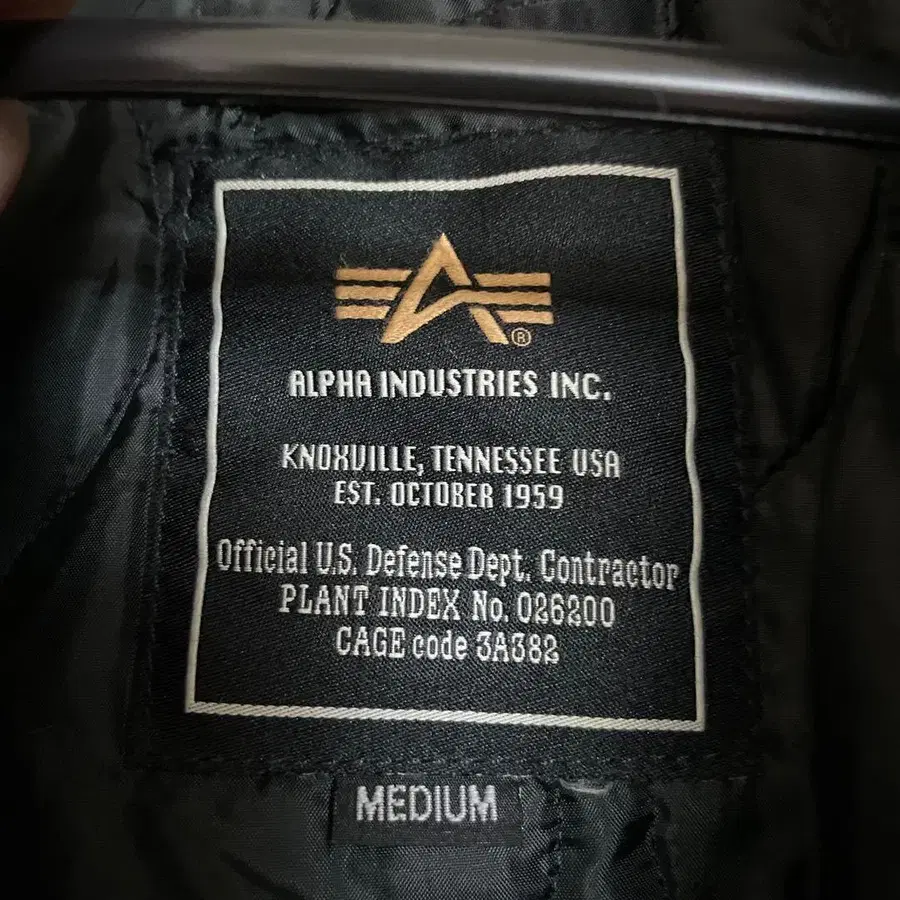 ®
ALPHA INDUSTRIES INC.
KNOXVILLE, TENNESSEE USA
EST. OCTOBER 1959
Official U.S. Defense Dept. Contractor
PLANT INDEX No. 026200
CAGE code 3A382
MEDIUM